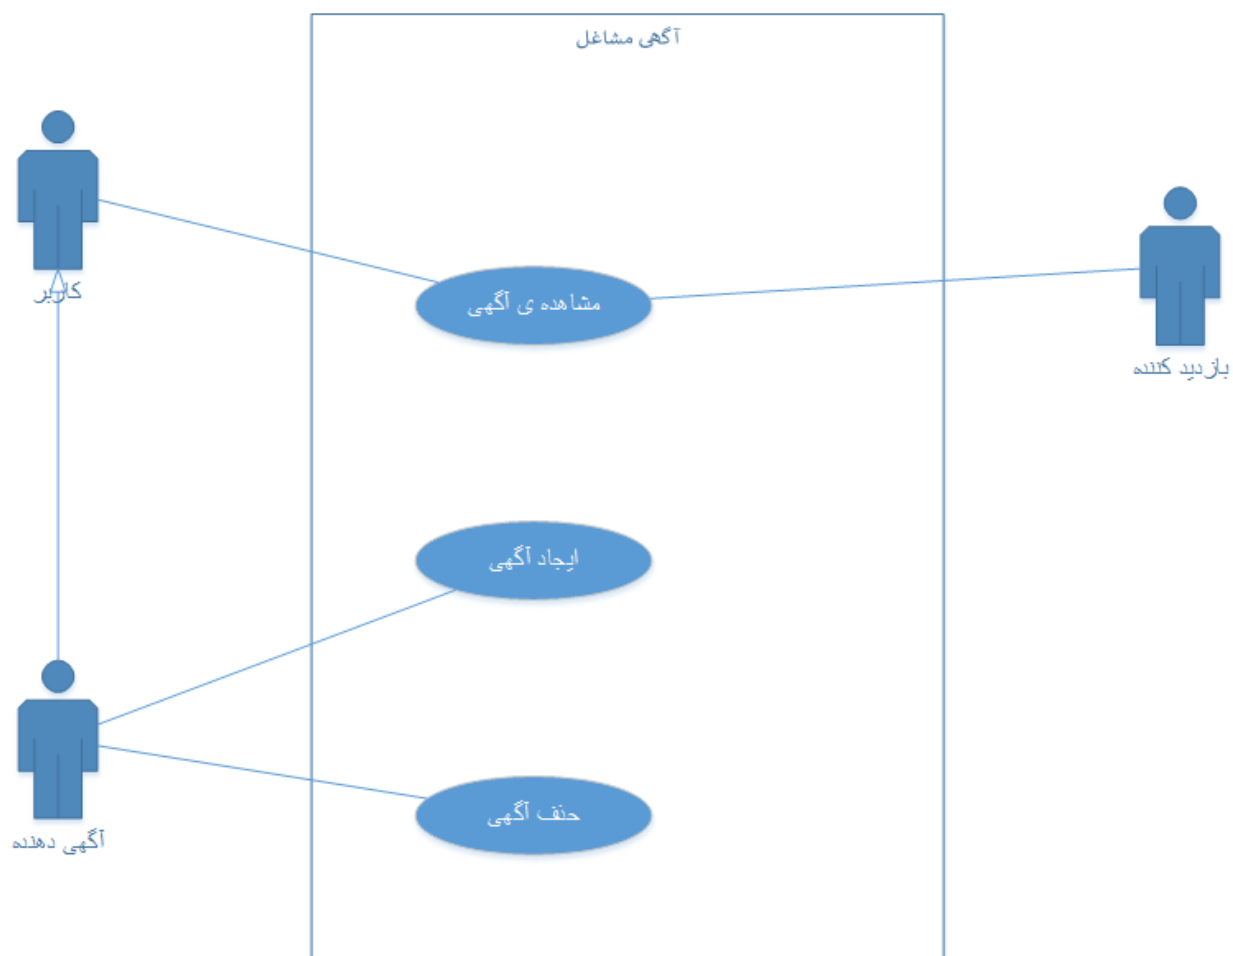 آگهی مشاغل
کاربر
مشاهده ی آگهی
بازدید کننده
ایجاد آگهی
حذف آگهی
آگهی دهنده